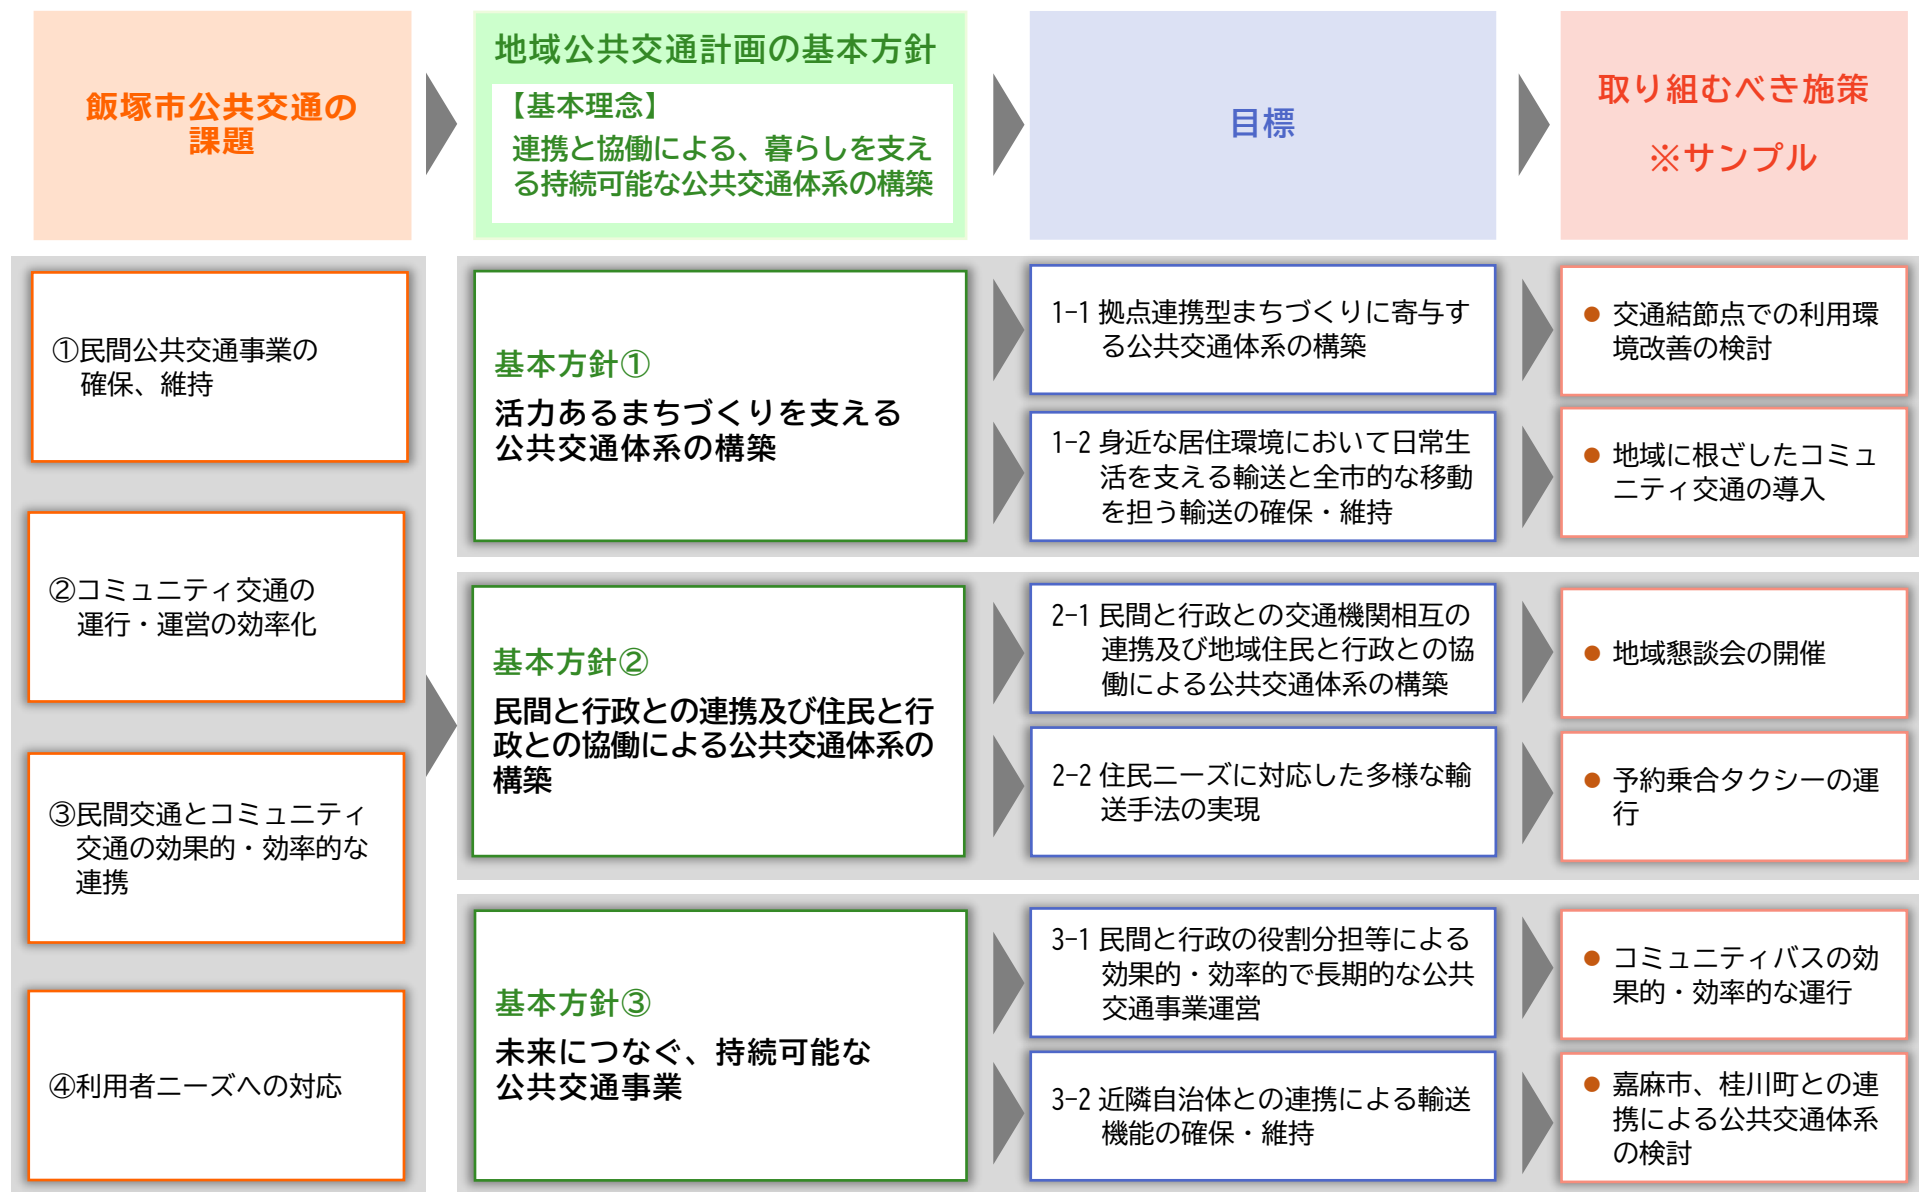 飯塚市公共交通の
課題
地域公共交通計画の基本方針
【基本理念】
連携と協働による、暮らしを支え
る持続可能な公共交通体系の構築
目標
取り組むべき施策
※サンプル
①民間公共交通事業の
確保、維持
②コミュニティ交通の
運行・運営の効率化
③民間交通とコミュニティ
交通の効果的・効率的な
連携
④利用者ニーズへの対応
基本方針①
活力あるまちづくりを支える
公共交通体系の構築
1-1 拠点連携型まちづくりに寄与す
る公共交通体系の構築
● 交通結節点での利用環
境改善の検討
1-2 身近な居住環境において日常生
活を支える輸送と全市的な移動
を担う輸送の確保・維持
● 地域に根ざしたコミュ
ニティ交通の導入
基本方針②
民間と行政との連携及び住民と行
政との協働による公共交通体系の
構築
2-1 民間と行政との交通機関相互の
連携及び地域住民と行政との協
働による公共交通体系の構築
● 地域懇談会の開催
2-2 住民ニーズに対応した多様な輸
送手法の実現
● 予約乗合タクシーの運
行
基本方針③
未来につなぐ、持続可能な
公共交通事業
3-1 民間と行政の役割分担等による
効果的・効率的で長期的な公共
交通事業運営
● コミュニティバスの効
果的・効率的な運行
3-2 近隣自治体との連携による輸送
機能の確保・維持
● 嘉麻市、桂川町との連
携による公共交通体系
の検討